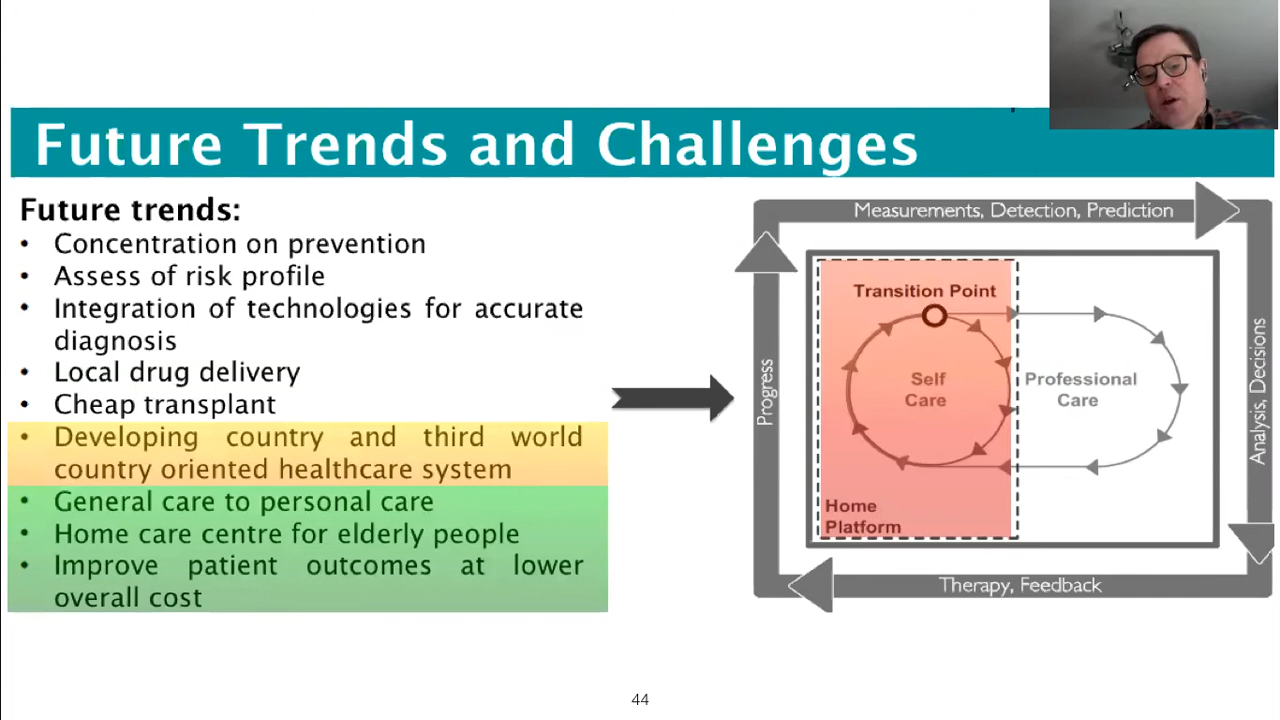 Future Trends and Challenges
Future trends:
• Concentration on prevention
• Assess of risk profile
• Integration of technologies for accurate
diagnosis
• Local drug delivery
• Cheap transplant
• Developing country and third world
country oriented healthcare system
• General care to personal care
• Home care centre for elderly people
• Improve patient outcomes at lower
overall cost
Measurements, Detection, Prediction
Transition Point
Self
Care
Professional
Care
Home
Platform
Progress
Analysis, Decisions
Therapy, Feedback
44